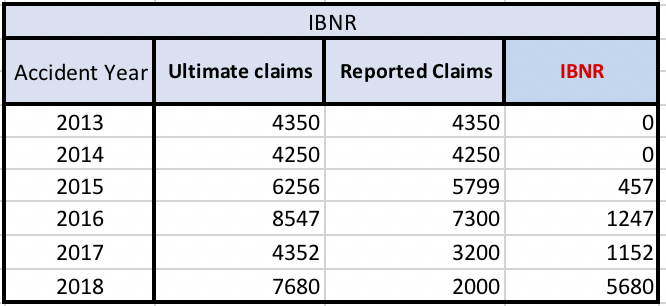 IBNR
Accident Year Ultimate claims Reported Claims IBNR
2013 4350 4350 0
2014 4250 4250 0
2015 6256 5799 457
2016 8547 7300 1247
2017 4352 3200 1152
2018 7680 2000 5680